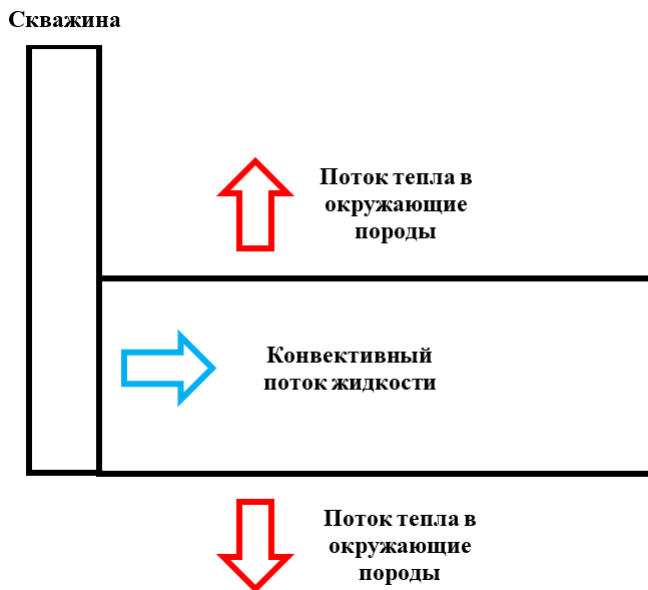 Скважина
Поток тепла в
окружающие
породы
Конвективный
поток жидкости
Поток тепла в
окружающие
породы